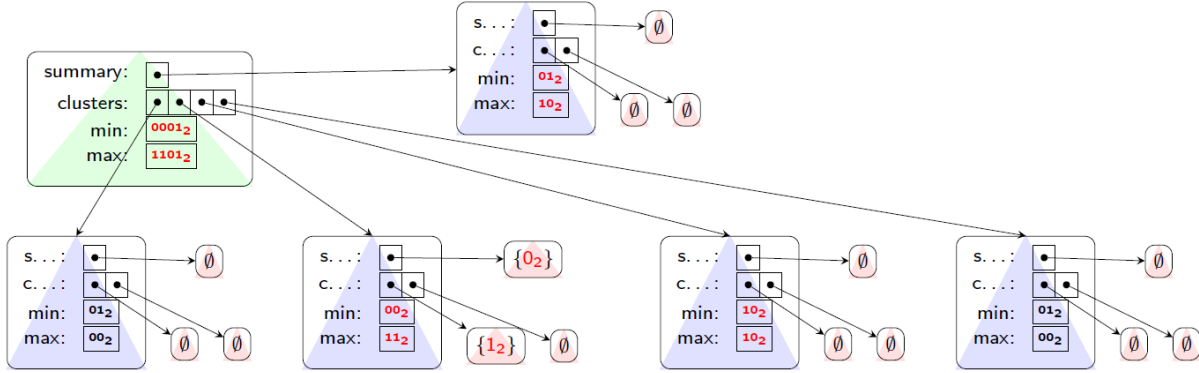 s...: ∅
c...: 
min: 01₂
max: 10₂
∅ ∅
summary:
clusters:
min: 0001₂
max: 1101₂
s...: ∅
c...:
min: 01₂
max: 00₂
∅ ∅
s...: {0₂}
c...:
min: 00₂
max: 11₂
{1₂} ∅
s...: ∅
c...:
min: 10₂
max: 10₂
∅ ∅
s...: ∅
c...:
min: 01₂
max: 00₂
∅ ∅